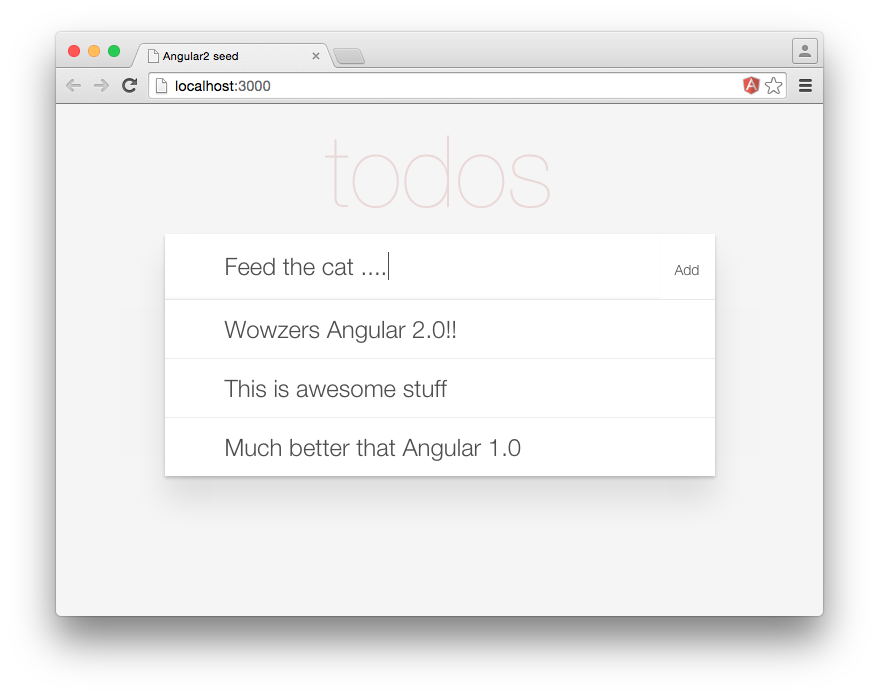 Angular2 seed
localhost:3000
todos
Feed the cat ....
Add
Wowzers Angular 2.0!!
This is awesome stuff
Much better that Angular 1.0